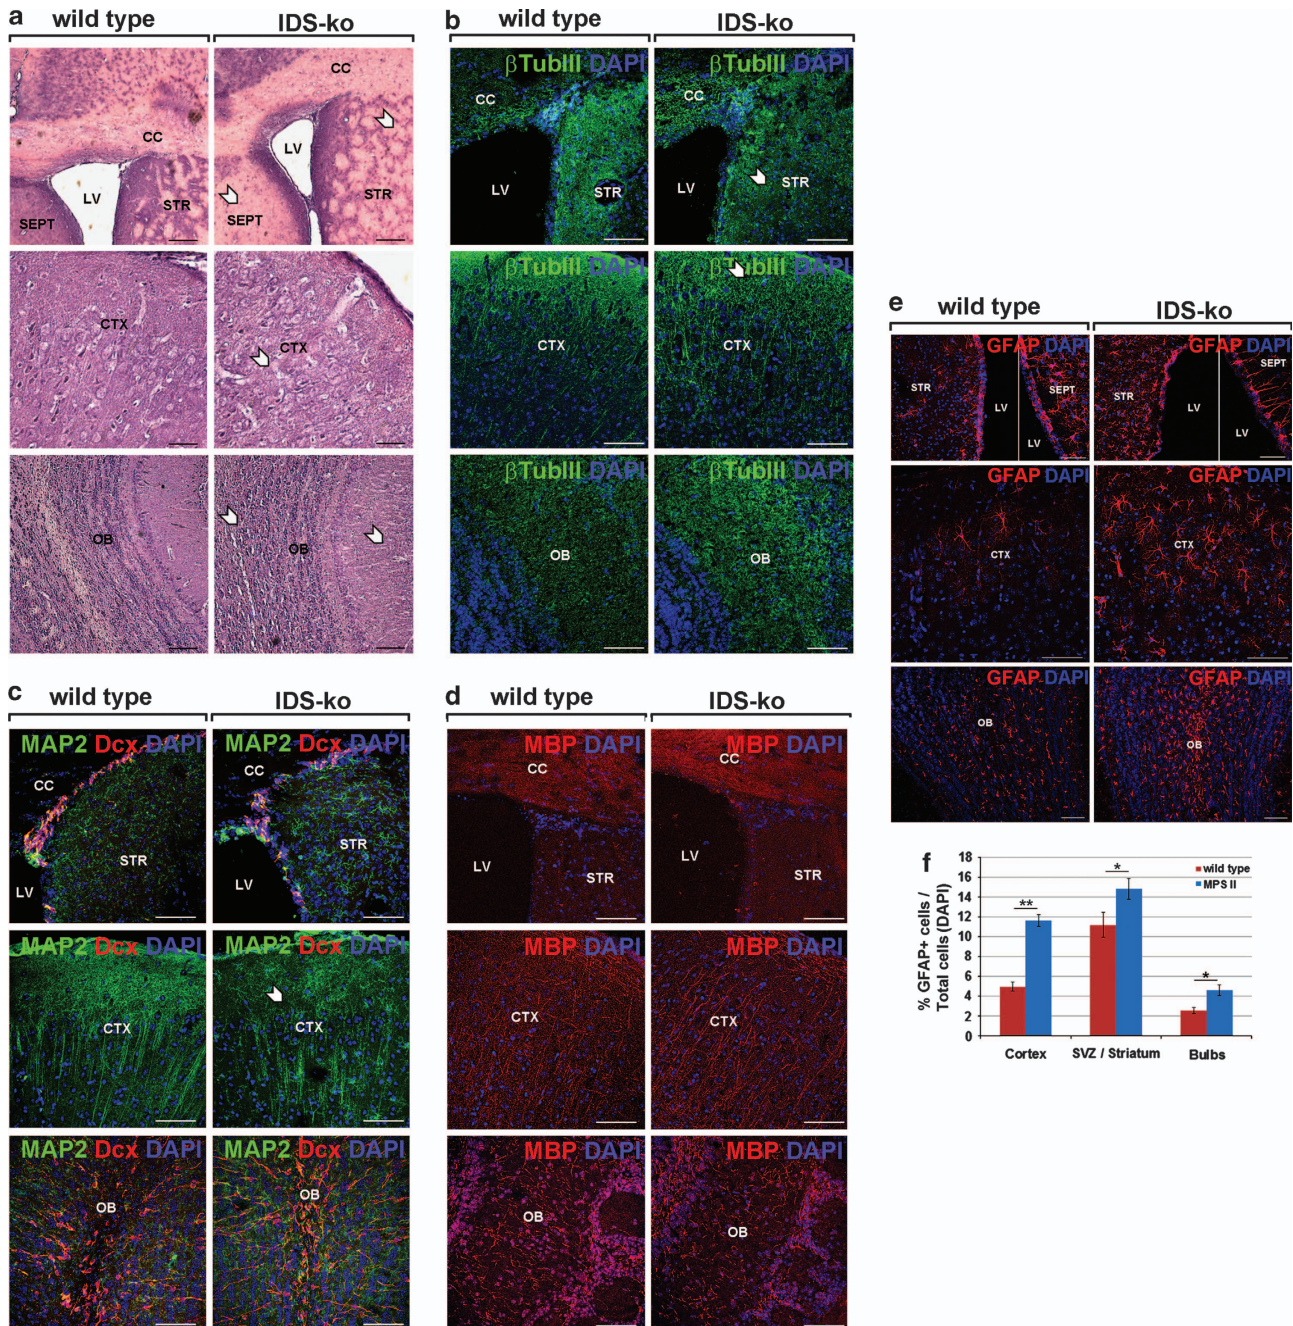 a
wild type
IDS-ko
CC
CC
LV
LV
STR
STR
SEPT
SEPT
CTX
CTX
OB
OB
b
wild type
IDS-ko
βTubIII DAPI
βTubIII DAPI
CC
CC
LV
STR
LV
STR
βTubIII DAPI
βTubIII DAPI
CTX
CTX
βTubIII DAPI
βTubIII DAPI
OB
OB
c
wild type
IDS-ko
MAP2 Dcx DAPI
MAP2 Dcx DAPI
CC
CC
STR
STR
LV
LV
MAP2 Dcx DAPI
MAP2 Dcx DAPI
CTX
CTX
MAP2 Dcx DAPI
MAP2 Dcx DAPI
OB
OB
d
wild type
IDS-ko
MBP DAPI
MBP DAPI
CC
CC
LV
STR
LV
STR
MBP DAPI
MBP DAPI
CTX
CTX
MBP DAPI
MBP DAPI
OB
OB
e
wild type
IDS-ko
GFAP DAPI
GFAP DAPI
STR
SEPT
LV
LV
STR
SEPT
LV
LV
GFAP DAPI
GFAP DAPI
CTX
CTX
GFAP DAPI
GFAP DAPI
OB
OB
f
% GFAP+ cells /
Total cells (DAPI)
18
16
14
12
10
8
6
4
2
0
wild type
MPS II
**
*
*
Cortex
SVZ / Striatum
Bulbs